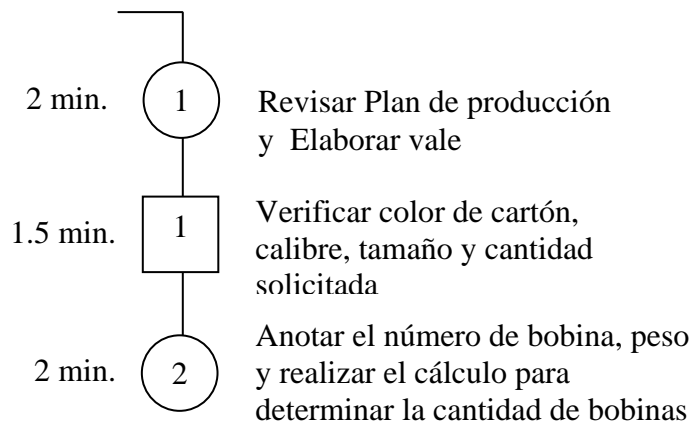 2 min.
1
Revisar Plan de producción
y Elaborar vale
1.5 min.
1
Verificar color de cartón,
calibre, tamaño y cantidad
solicitada
2 min.
2
Anotar el número de bobina, peso
y realizar el cálculo para
determinar la cantidad de bobinas